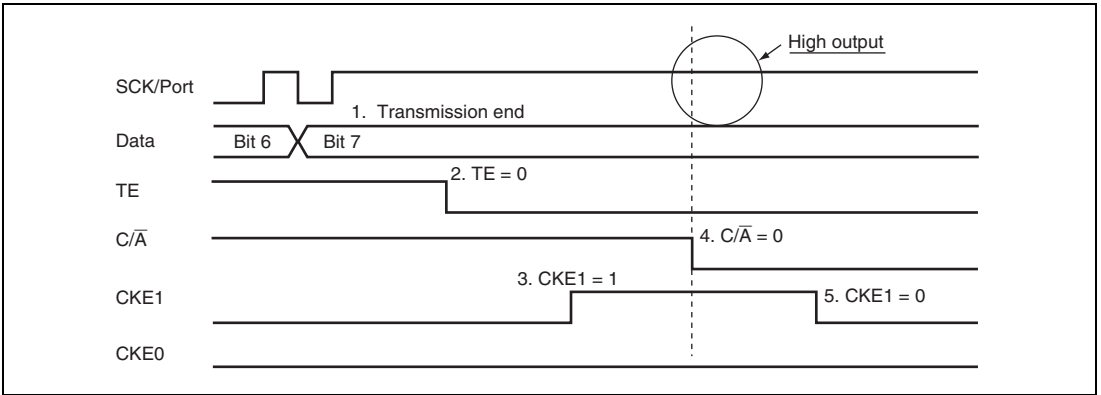 High output
SCK/Port
1. Transmission end
Data
Bit 6
Bit 7
2. TE = 0
TE
C/A̅
4. C/A̅ = 0
3. CKE1 = 1
CKE1
5. CKE1 = 0
CKE0